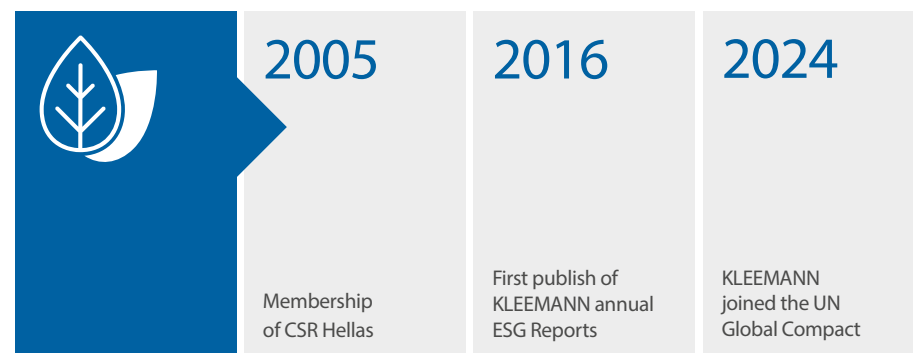 2005
Membership
of CSR Hellas
2016
First publish of
KLEEMANN annual
ESG Reports
2024
KLEEMANN
joined the UN
Global Compact